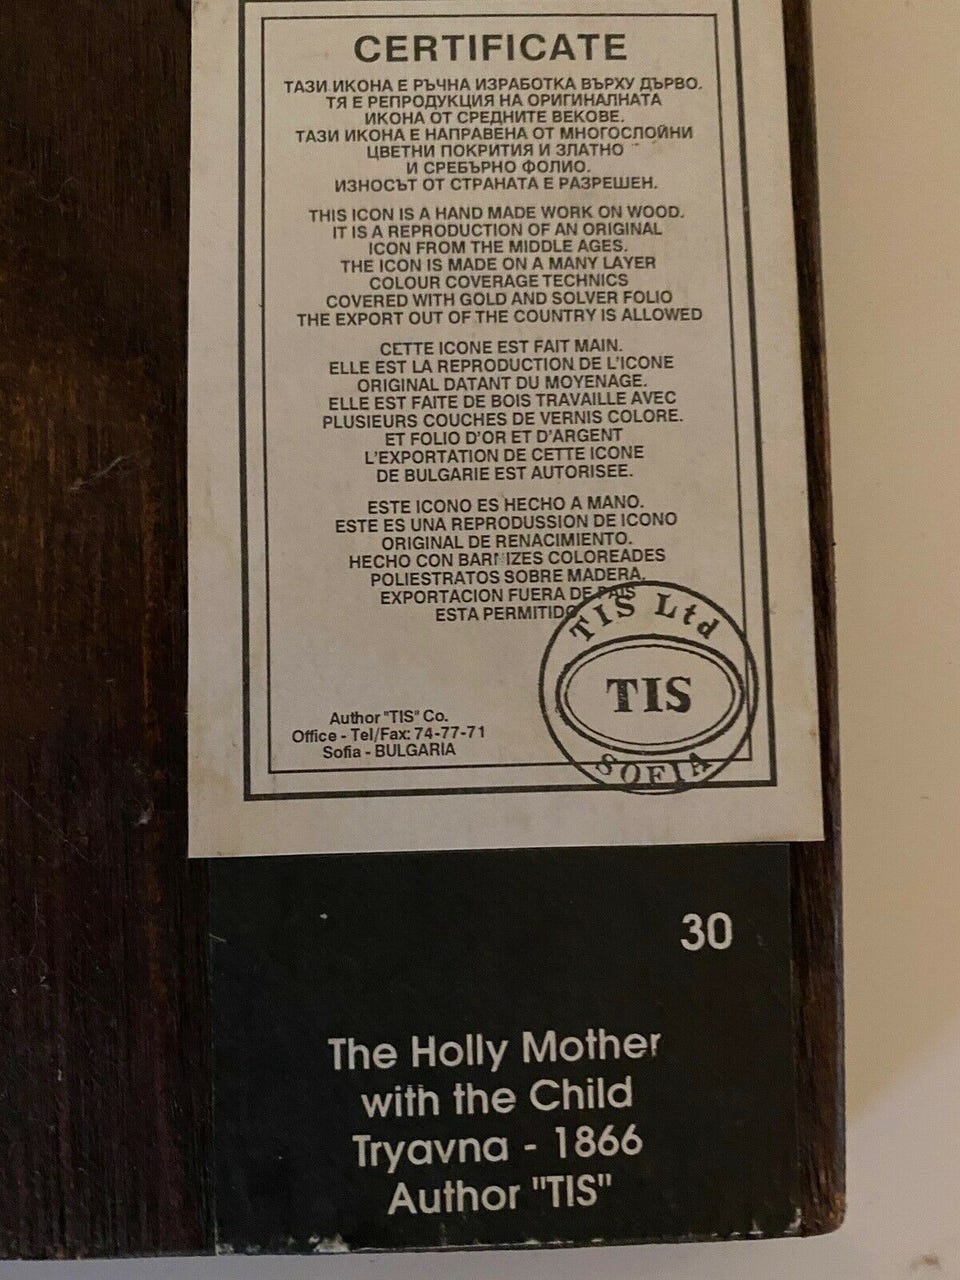 CERTIFICATE
ТАЗИ ИКОНА Е РЪЧНА ИЗРАБОТКА ВЪРХУ ДЪРВО.
ТЯ Е РЕПРОДУКЦИЯ НА ОРИГИНАЛНАТА
ИКОНА ОТ СРЕДНИТЕ ВЕКОВЕ.
ТАЗИ ИКОНА Е НАПРАВЕНА ОТ МНОГОСЛОЙНИ
ЦВЕТНИ ПОКРИТИЯ И ЗЛАТНО
И СРЕБЪРНО ФОЛИО.
ИЗНОСЪТ ОТ СТРАНАТА Е РАЗРЕШЕН.
THIS ICON IS A HAND MADE WORK ON WOOD.
IT IS A REPRODUCTION OF AN ORIGINAL
ICON FROM THE MIDDLE AGES.
THE ICON IS MADE ON A MANY LAYER
COLOUR COVERAGE TECHNICS
COVERED WITH GOLD AND SOLVER FOLIO
THE EXPORT OUT OF THE COUNTRY IS ALLOWED
CETTE ICONE EST FAIT MAIN.
ELLE EST LA REPRODUCTION DE L'ICONE
ORIGINAL DATANT DU MOYENAGE.
ELLE EST FAITE DE BOIS TRAVAILLE AVEC
PLUSIEURS COUCHES DE VERNIS COLORE.
ET FOLIO D'OR ET D'ARGENT
L'EXPORTATION DE CETTE ICONE
DE BULGARIE EST AUTORISEE.
ESTE ICONO ES HECHO A MANO.
ESTE ES UNA REPRODUSSION DE ICONO
ORIGINAL DE RENACIMIENTO.
HECHO CON BARNIZES COLOREADES
POLIESTRATOS SOBRE MADERA.
EXPORTACION FUERA DE PAIS
ESTA PERMITIDO
TIS Ltd
TIS
SOFIA
Author "TIS" Co.
Office - Tel/Fax: 74-77-71
Sofia - BULGARIA
30
The Holly Mother
with the Child
Tryavna - 1866
Author "TIS"